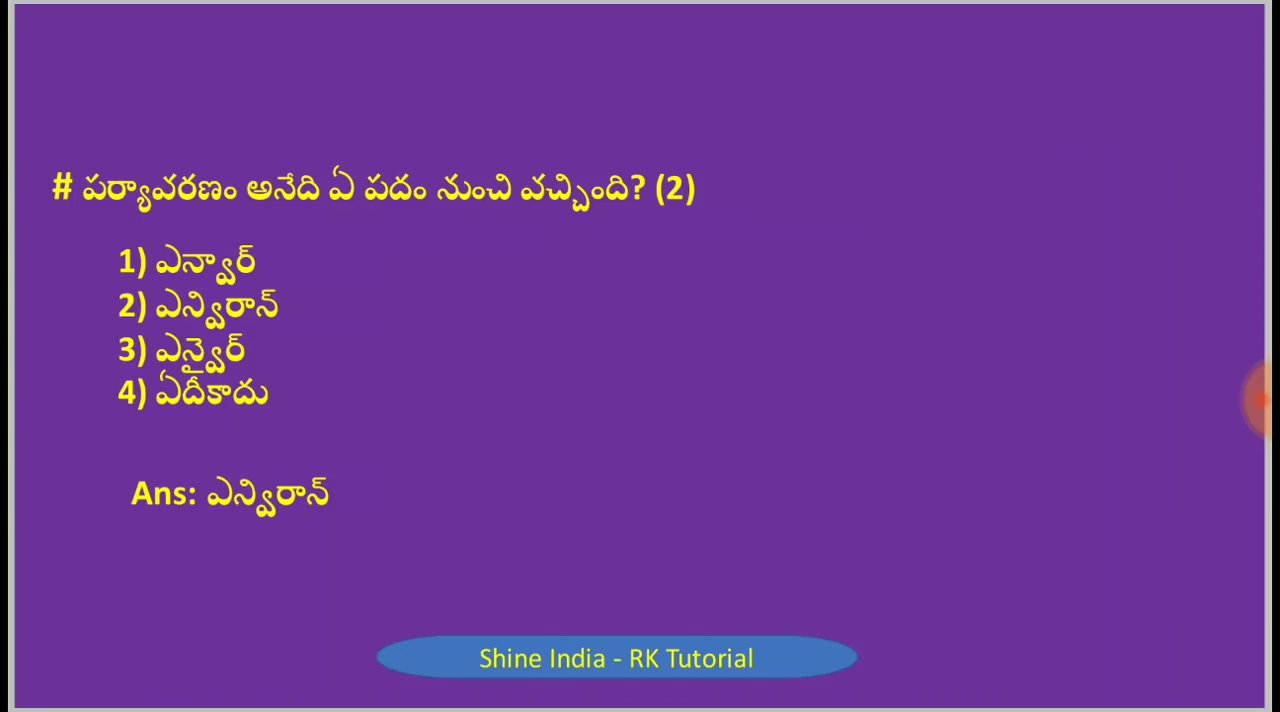 # పర్యావరణం అనేది ఏ పదం నుంచి వచ్చింది? (2)
1) ఎన్వార్
2) ఎన్విరాన్
3) ఎన్వైర్
4) ఏదీకాదు
Ans: ఎన్విరాన్
Shine India - RK Tutorial